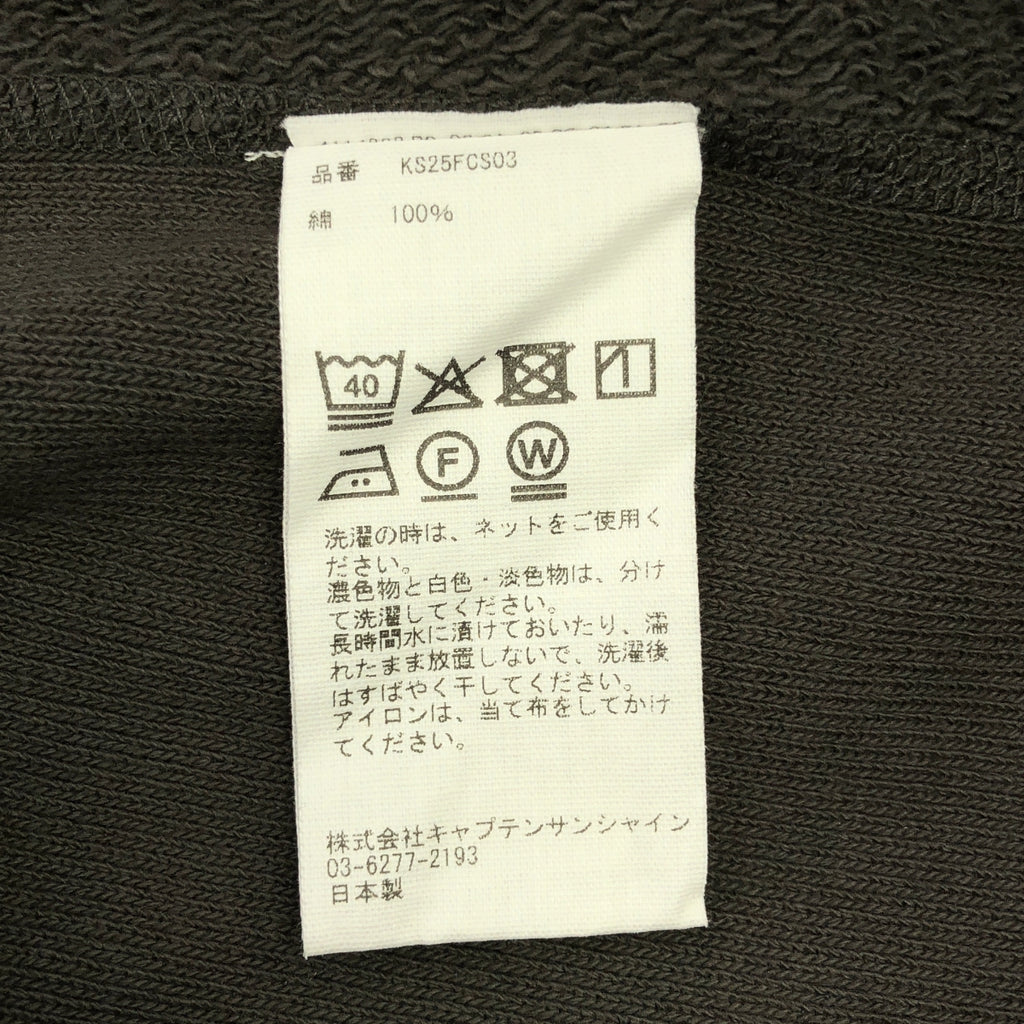 品番 KS25FCS03
綿 100%
40
F W
洗濯の時は、ネットをご使用く
ださい。
濃色物と白色・淡色物は、分け
て洗濯してください。
長時間水に漬けておいたり、濡
れたまま放置しないで、洗濯後
はすばやく干してください。
アイロンは、当て布をしてかけ
てください。
株式会社キャプテンサンシャイン
03-6277-2193
日本製